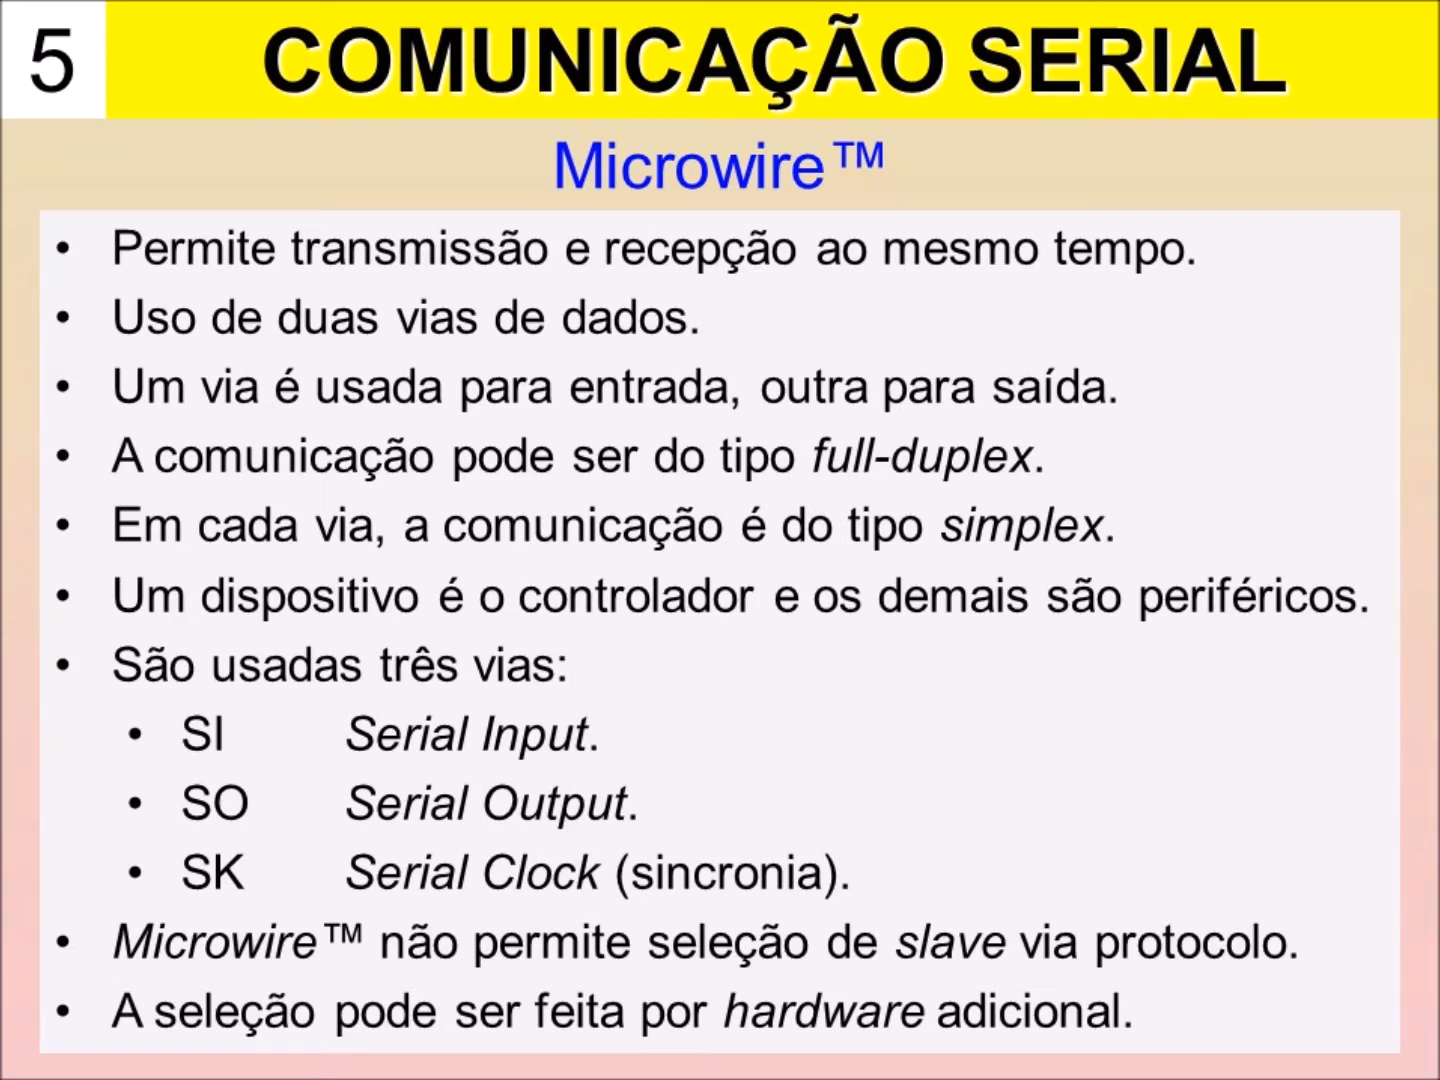 5
COMUNICAÇÃO SERIAL
Microwire™
• Permite transmissão e recepção ao mesmo tempo.
• Uso de duas vias de dados.
• Um via é usada para entrada, outra para saída.
• A comunicação pode ser do tipo full-duplex.
• Em cada via, a comunicação é do tipo simplex.
• Um dispositivo é o controlador e os demais são periféricos.
• São usadas três vias:
• SI Serial Input.
• SO Serial Output.
• SK Serial Clock (sincronia).
• Microwire™ não permite seleção de slave via protocolo.
• A seleção pode ser feita por hardware adicional.